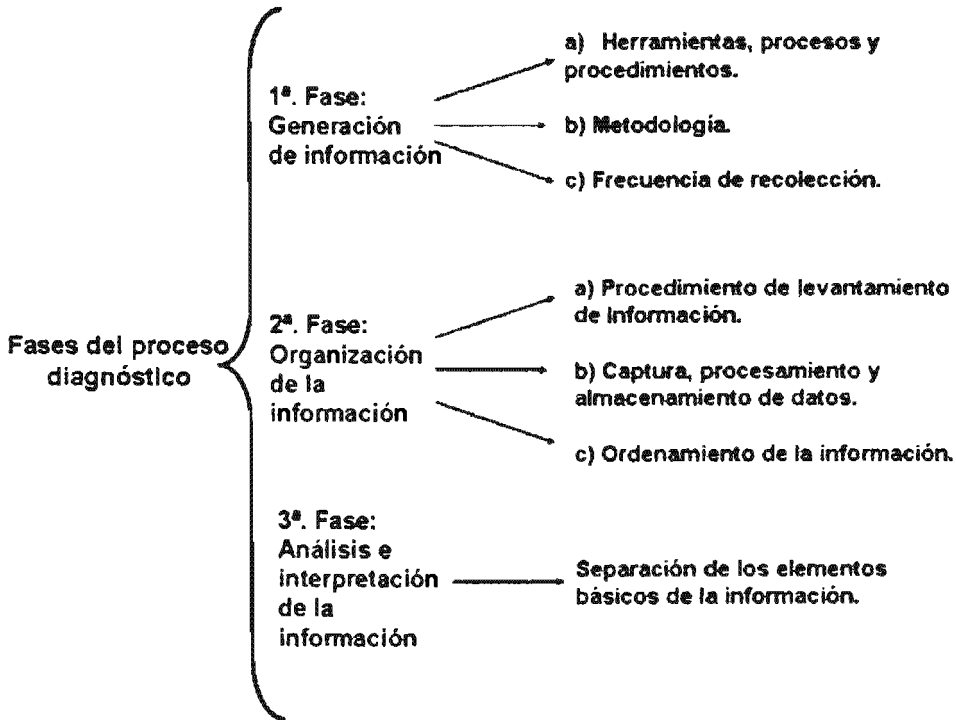 Fases del proceso
diagnóstico
1ª. Fase:
Generación
de información
a) Herramientas, procesos y
procedimientos.
b) Metodología.
c) Frecuencia de recolección.
2ª. Fase:
Organización
de la
información
a) Procedimiento de levantamiento
de información.
b) Captura, procesamiento y
almacenamiento de datos.
c) Ordenamiento de la información.
3ª. Fase:
Análisis e
interpretación
de la
información
Separación de los elementos
básicos de la información.